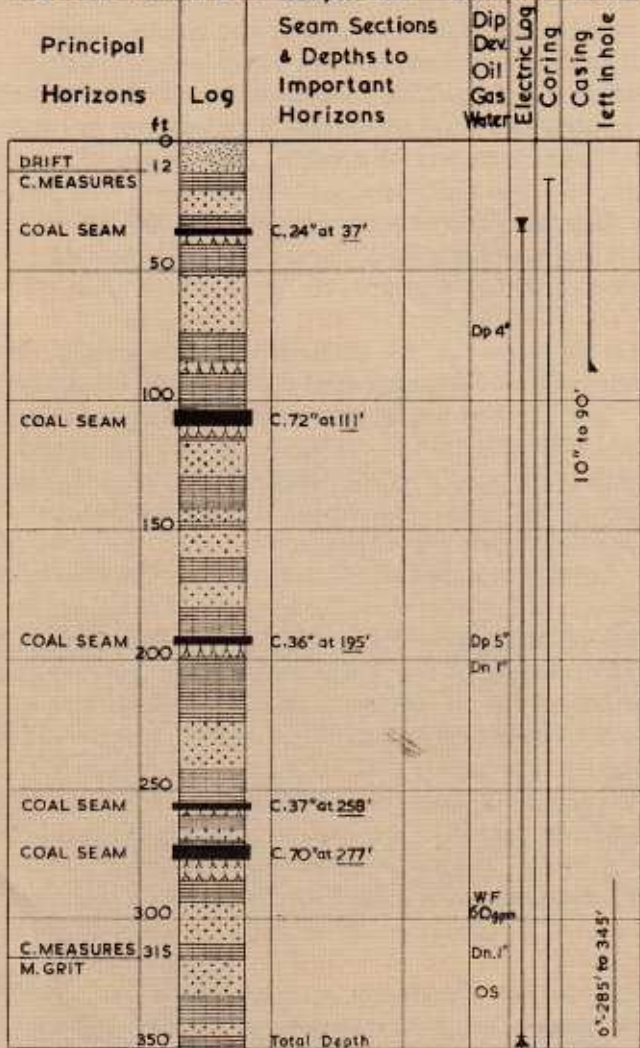 Principal
Horizons
Log
Seam Sections
& Depths to
Important
Horizons
Dip
Dev.
Oil
Gas
Water
Electric Log
Coring
Casing
left in hole
ft
0
DRIFT
12
C.MEASURES
COAL SEAM
C.24" at 37'
50
Dp 4°
100
COAL SEAM
C.72" at 111'
10" to 90'
150
COAL SEAM
C.36" at 195'
Dp 5°
200
Dn 1°
250
COAL SEAM
C.37" at 258'
COAL SEAM
C.70" at 277'
WF
300
60gpm
C.MEASURES
315
Dn.1°
M.GRIT
OS
6"-285' to 345'
350
Total Depth